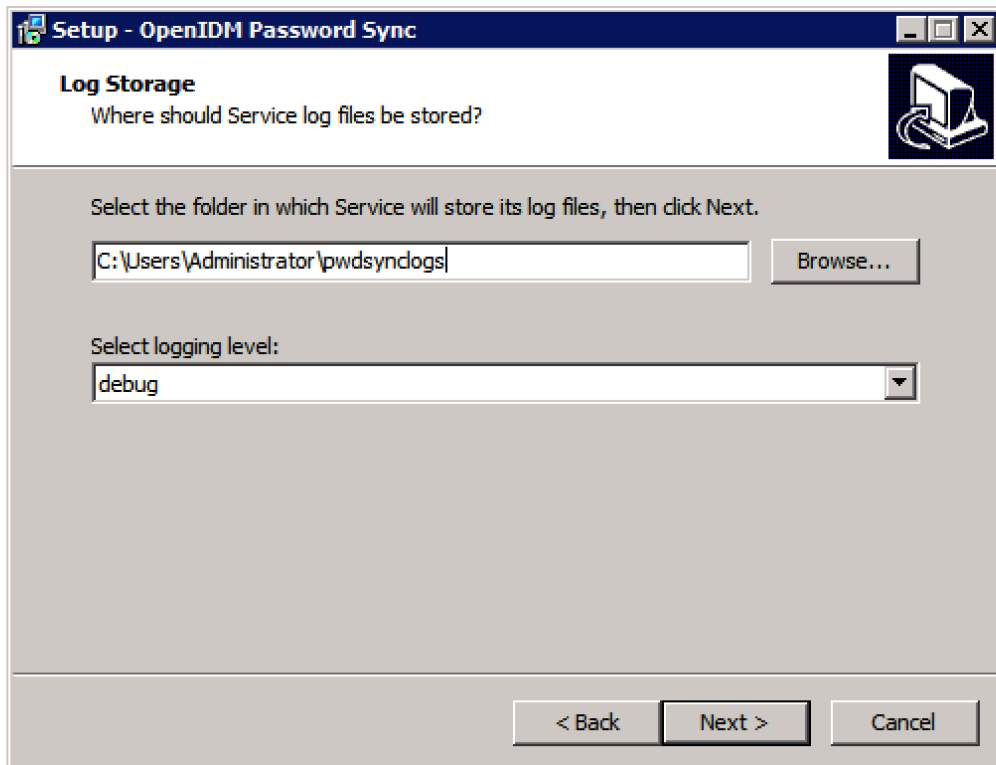 Setup - OpenIDM Password Sync
Log Storage
Where should Service log files be stored?
Select the folder in which Service will store its log files, then click Next.
C:\Users\Administrator\pwdsynclogs
Browse...
Select logging level:
debug
< Back
Next >
Cancel